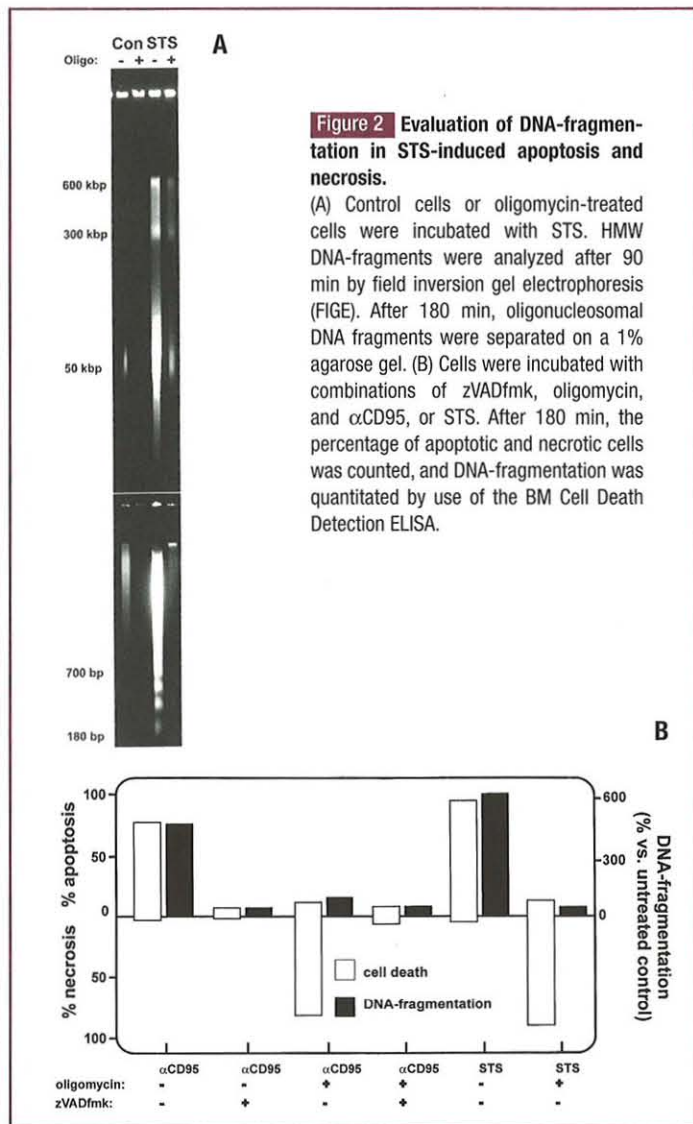 Con STS
A
Oligo: - + - +
600 kbp
300 kbp
50 kbp
700 bp
180 bp
Figure 2 Evaluation of DNA-fragmen-
tation in STS-induced apoptosis and
necrosis.
(A) Control cells or oligomycin-treated
cells were incubated with STS. HMW
DNA-fragments were analyzed after 90
min by field inversion gel electrophoresis
(FIGE). After 180 min, oligonucleosomal
DNA fragments were separated on a 1%
agarose gel. (B) Cells were incubated with
combinations of zVADfmk, oligomycin,
and αCD95, or STS. After 180 min, the
percentage of apoptotic and necrotic cells
was counted, and DNA-fragmentation was
quantitated by use of the BM Cell Death
Detection ELISA.
B
% apoptosis
% necrosis
100
50
0
50
100
600
300
0
DNA-fragmentation
(% vs. untreated control)
cell death
DNA-fragmentation
αCD95 αCD95 αCD95 αCD95 STS STS
oligomycin: - - + + - +
zVADfmk: - + - + - -